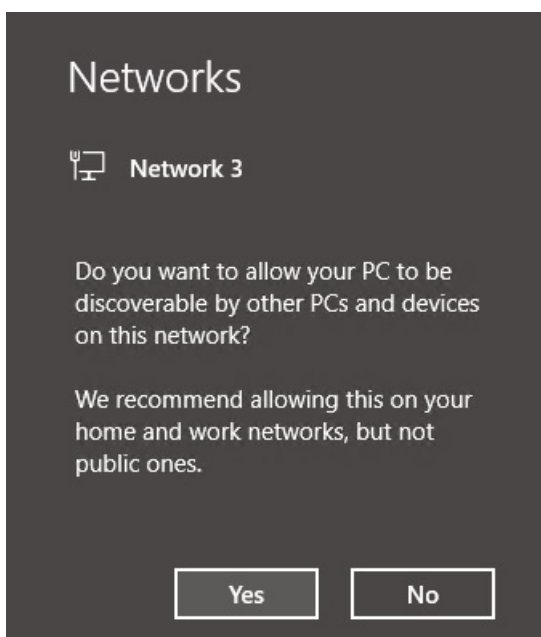 Networks
Network 3
Do you want to allow your PC to be
discoverable by other PCs and devices
on this network?
We recommend allowing this on your
home and work networks, but not
public ones.
Yes No